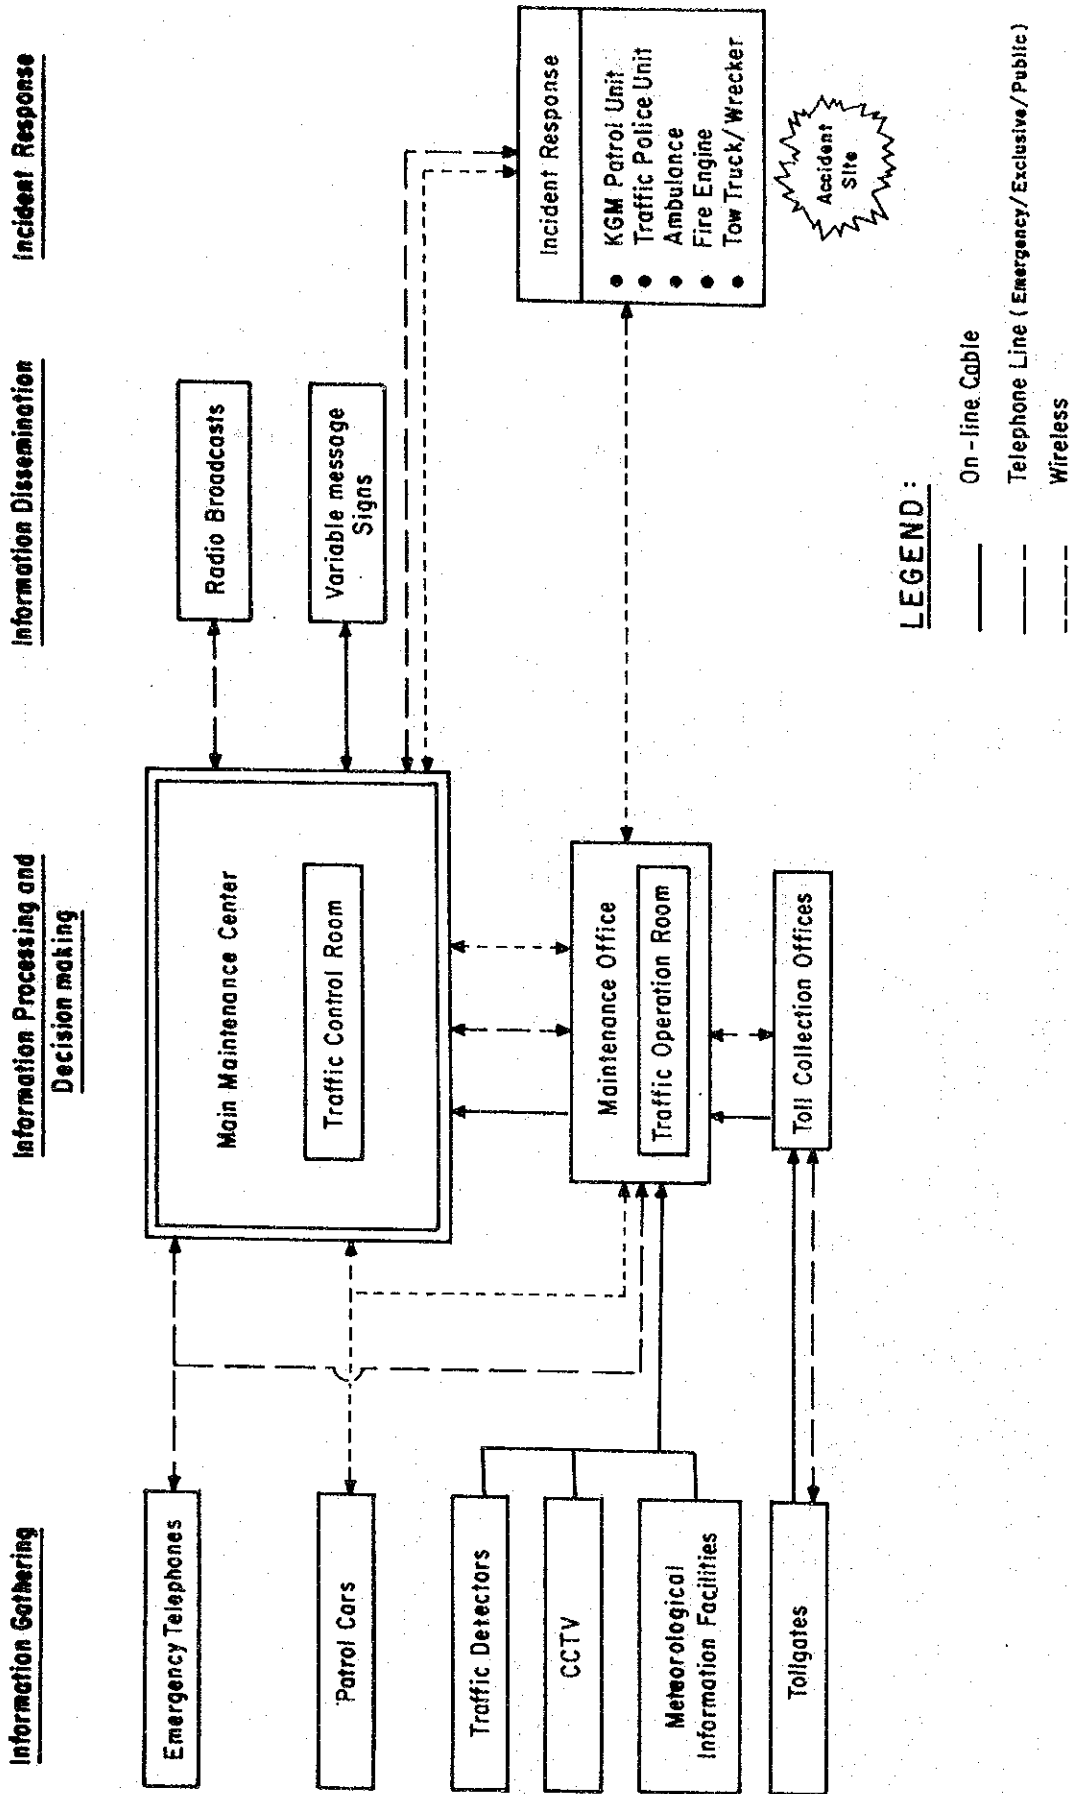 Information Gathering
Information Processing and
Decision making
Information Dissemination
Incident Response
Emergency Telephones
Patrol Cars
Traffic Detectors
CCTV
Meteorological
Information Facilities
Tollgates
Main Maintenance Center
Traffic Control Room
Maintenance Office
Traffic Operation Room
Toll Collection Offices
Radio Broadcasts
Variable message
Signs
Incident Response
● KGM Patrol Unit
● Traffic Police Unit
● Ambulance
● Fire Engine
● Tow Truck/Wrecker
Accident
Site
LEGEND:
On-line Cable
Telephone Line (Emergency/Exclusive/Public)
Wireless